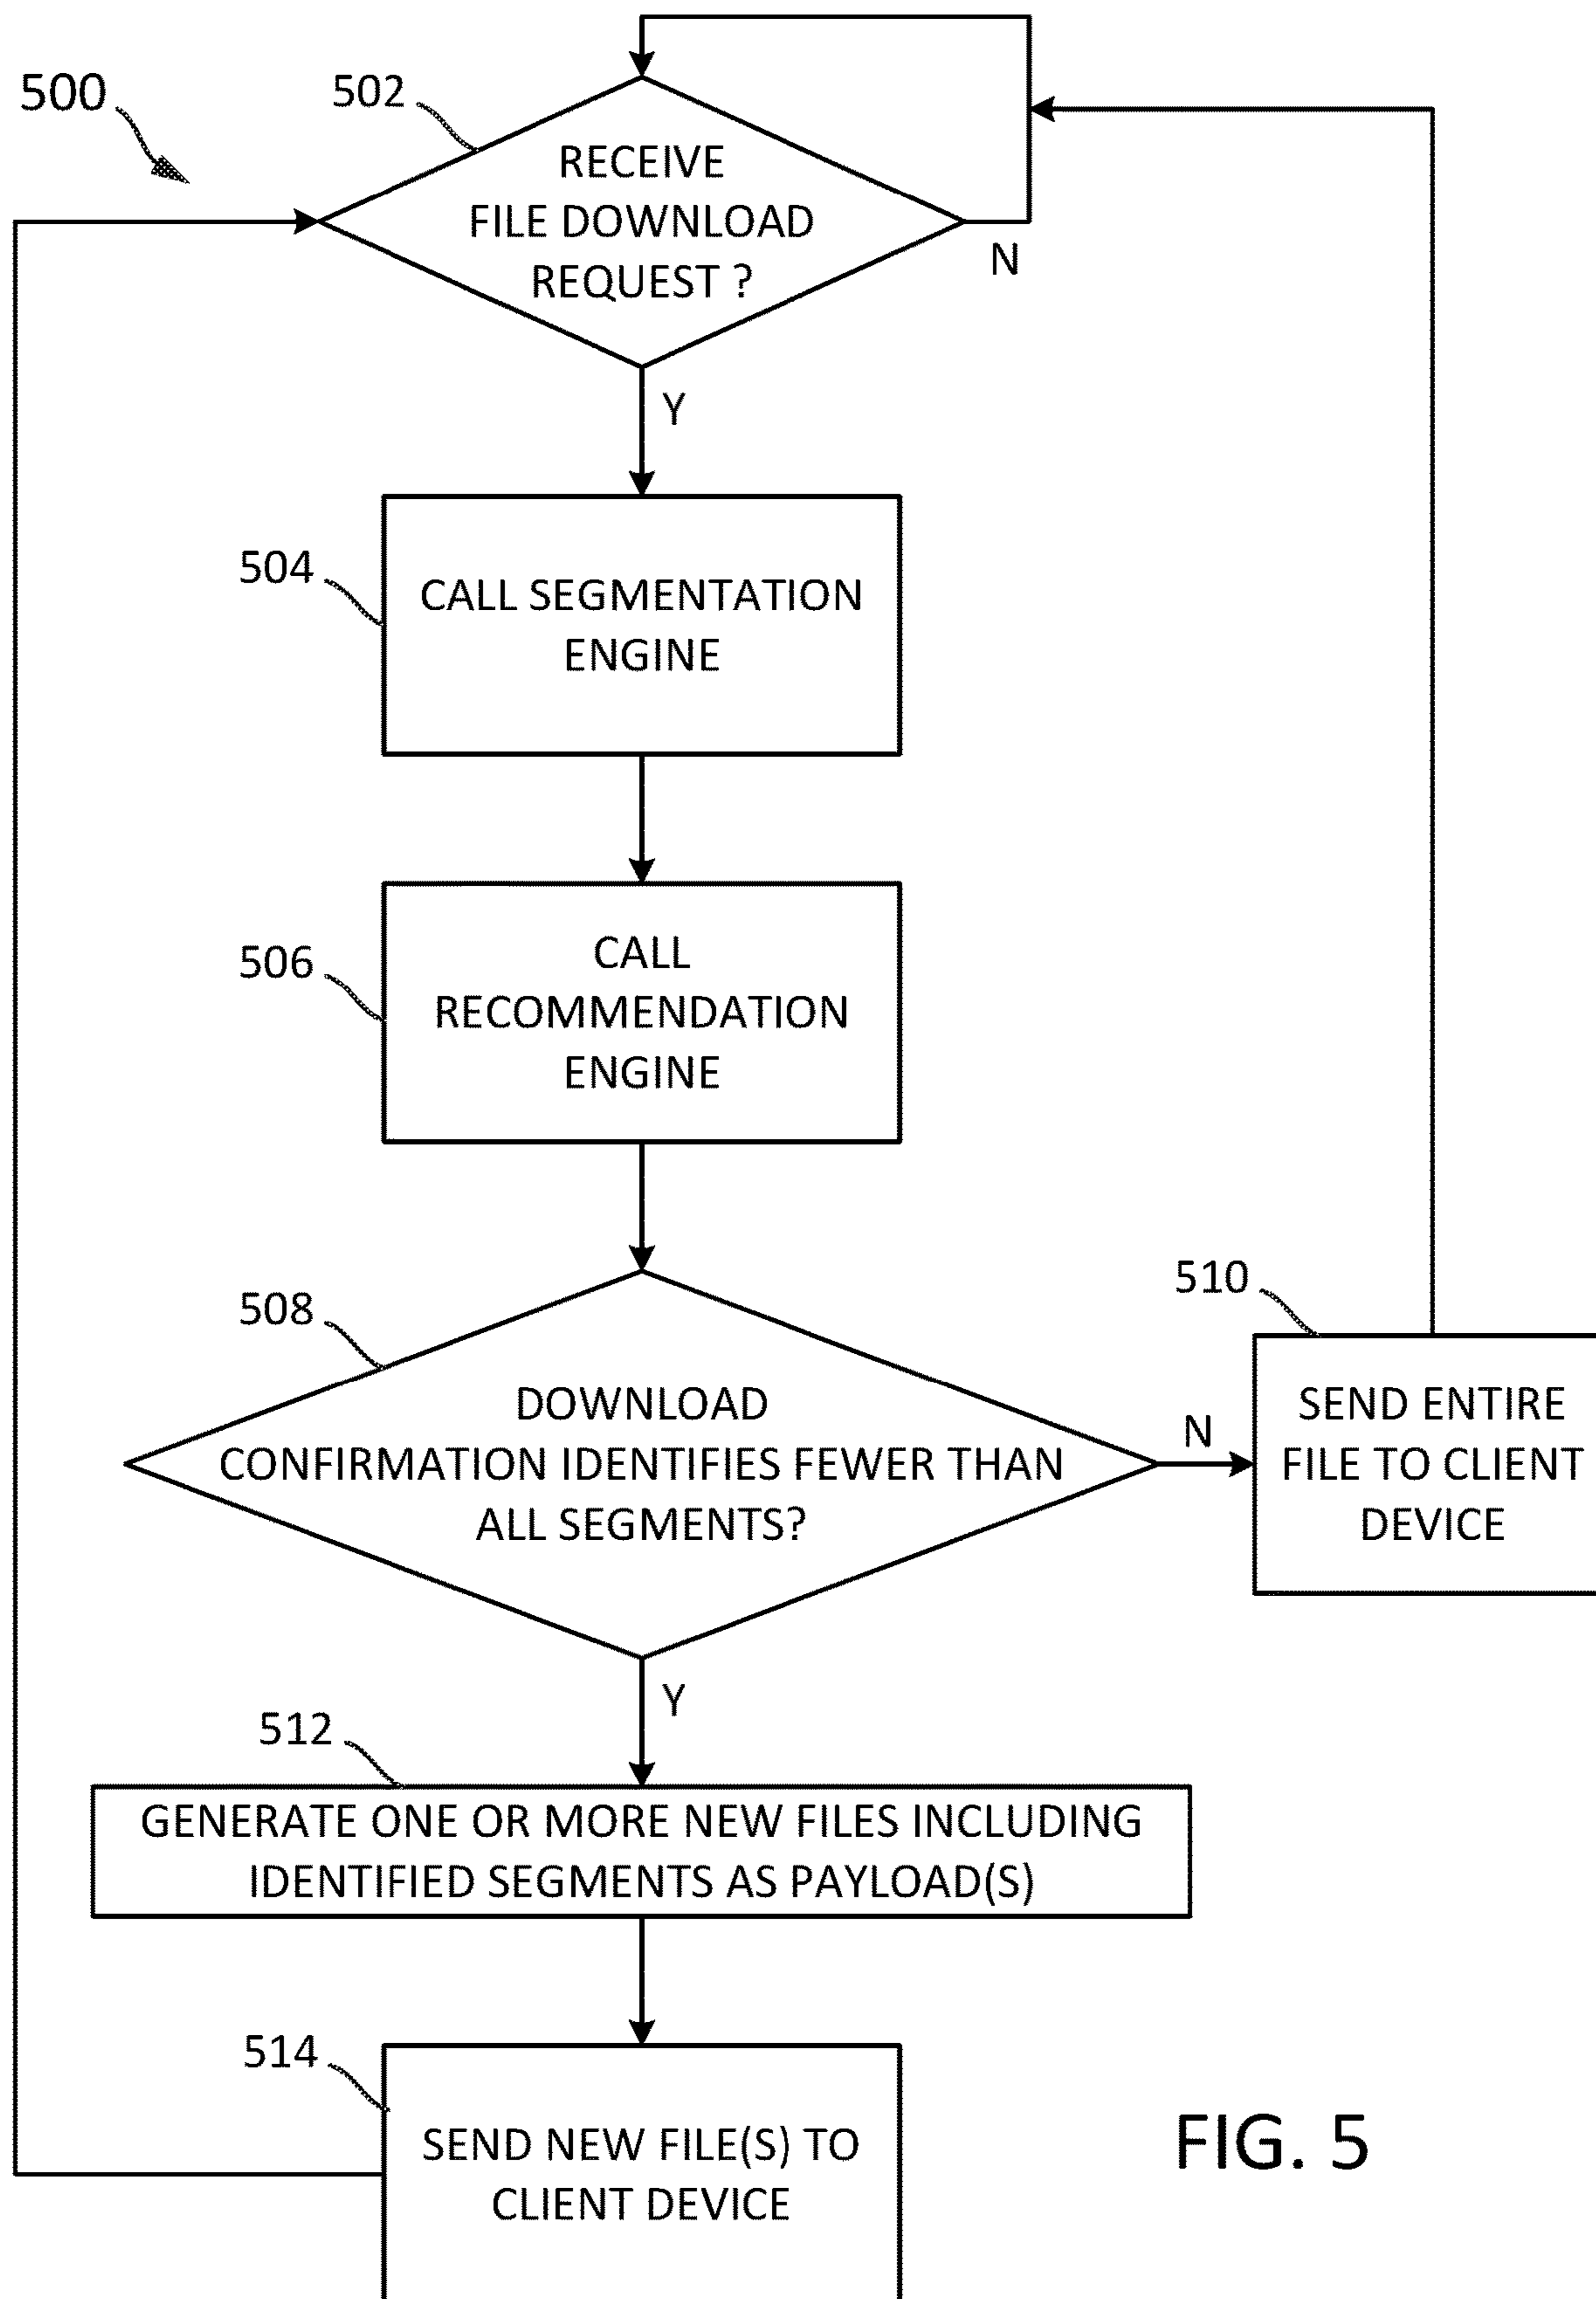 500
502
RECEIVE
FILE DOWNLOAD
REQUEST ?
N
Y
504
CALL SEGMENTATION
ENGINE
506
CALL
RECOMMENDATION
ENGINE
508
DOWNLOAD
CONFIRMATION IDENTIFIES FEWER THAN
ALL SEGMENTS?
N
510
SEND ENTIRE
FILE TO CLIENT
DEVICE
Y
512
GENERATE ONE OR MORE NEW FILES INCLUDING
IDENTIFIED SEGMENTS AS PAYLOAD(S)
514
SEND NEW FILE(S) TO
CLIENT DEVICE
FIG. 5